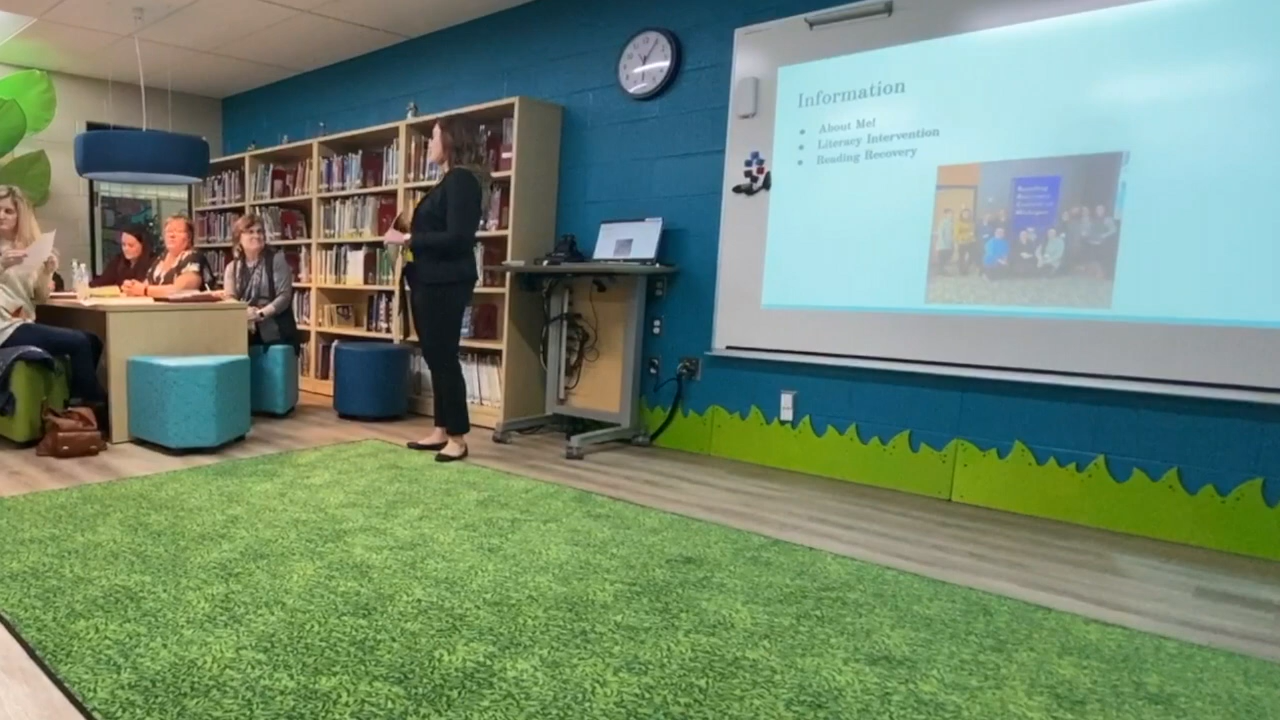 Information
About Me!
Literacy Intervention
Reading Recovery